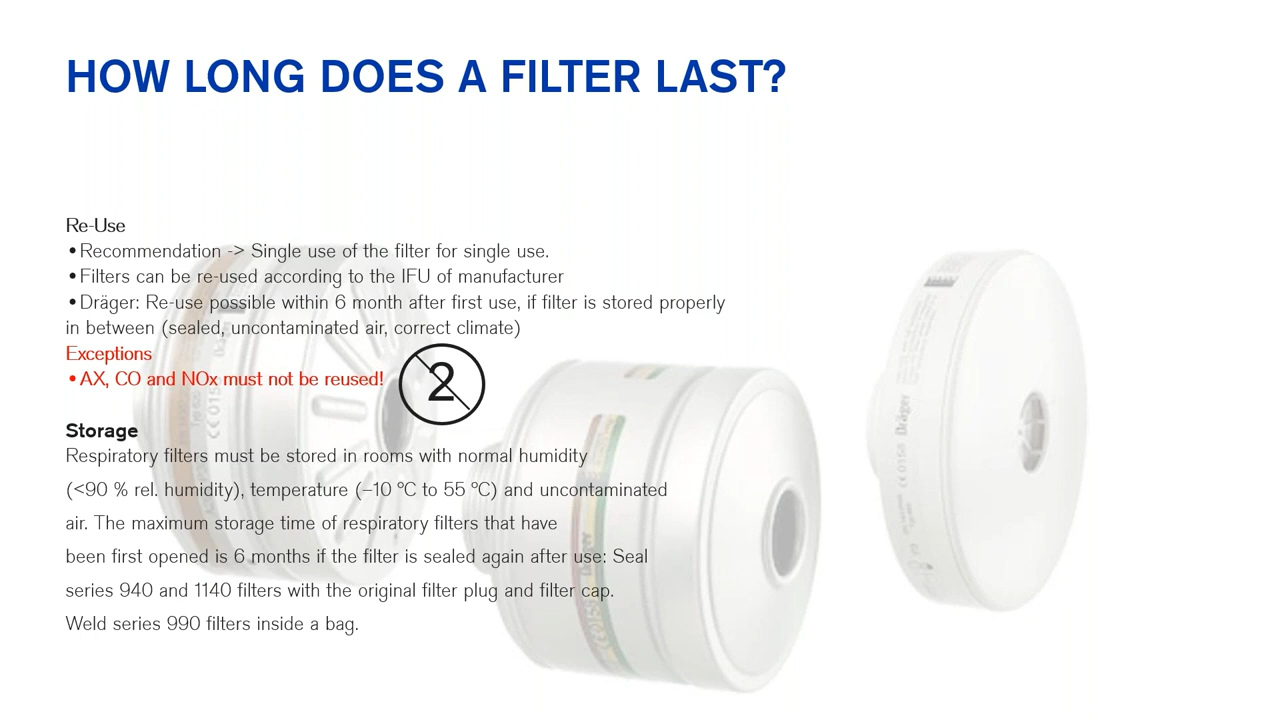 HOW LONG DOES A FILTER LAST?
Re-Use
•Recommendation -> Single use of the filter for single use.
•Filters can be re-used according to the IFU of manufacturer
•Dräger: Re-use possible within 6 month after first use, if filter is stored properly
in between (sealed, uncontaminated air, correct climate)
Exceptions
•AX, CO and NOx must not be reused!
2
Storage
Respiratory filters must be stored in rooms with normal humidity
(<90 % rel. humidity), temperature (–10 °C to 55 °C) and uncontaminated
air. The maximum storage time of respiratory filters that have
been first opened is 6 months if the filter is sealed again after use: Seal
series 940 and 1140 filters with the original filter plug and filter cap.
Weld series 990 filters inside a bag.
Dräger
CE 0158